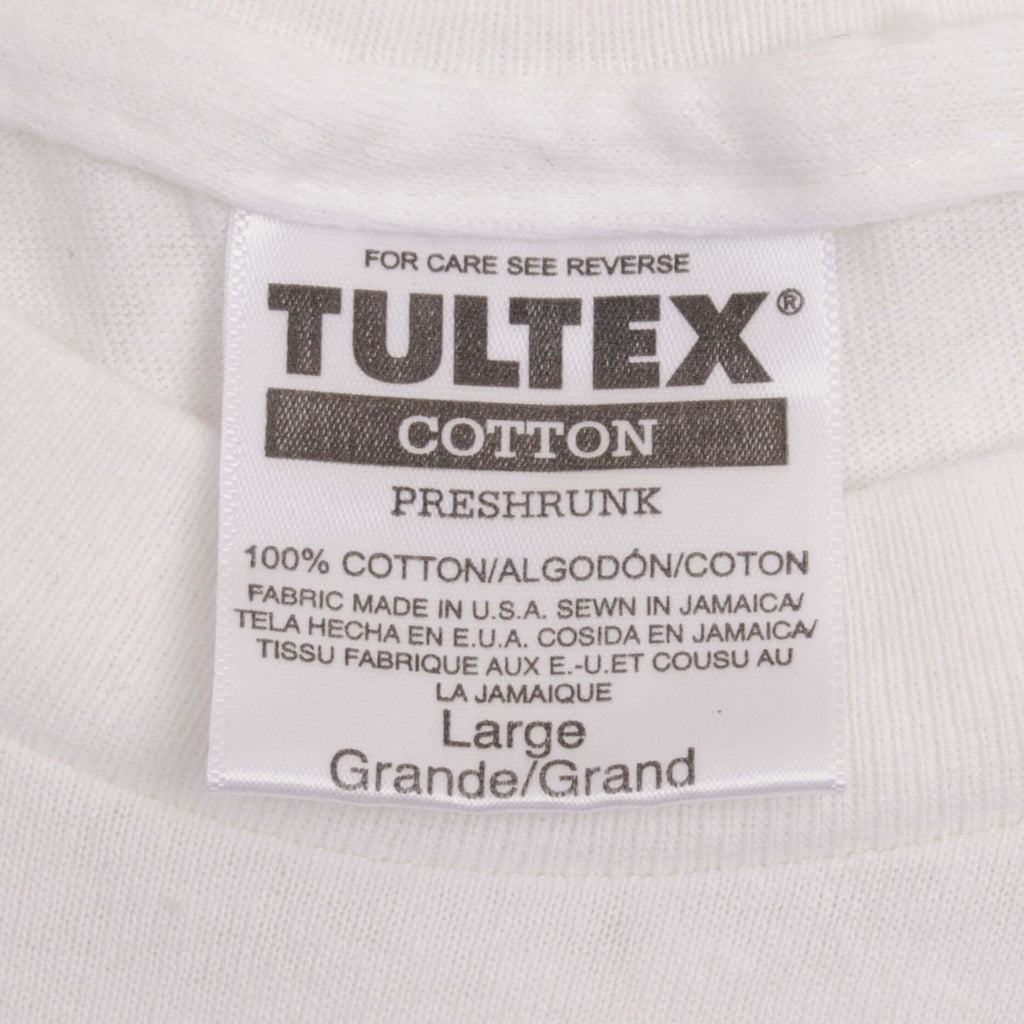 FOR CARE SEE REVERSE
TULTEX®
COTTON
PRESHRUNK
100% COTTON/ALGODÓN/COTON
FABRIC MADE IN U.S.A. SEWN IN JAMAICA/
TELA HECHA EN E.U.A. COSIDA EN JAMAICA/
TISSU FABRIQUE AUX E.-U.ET COUSU AU
LA JAMAIQUE
Large
Grande/Grand